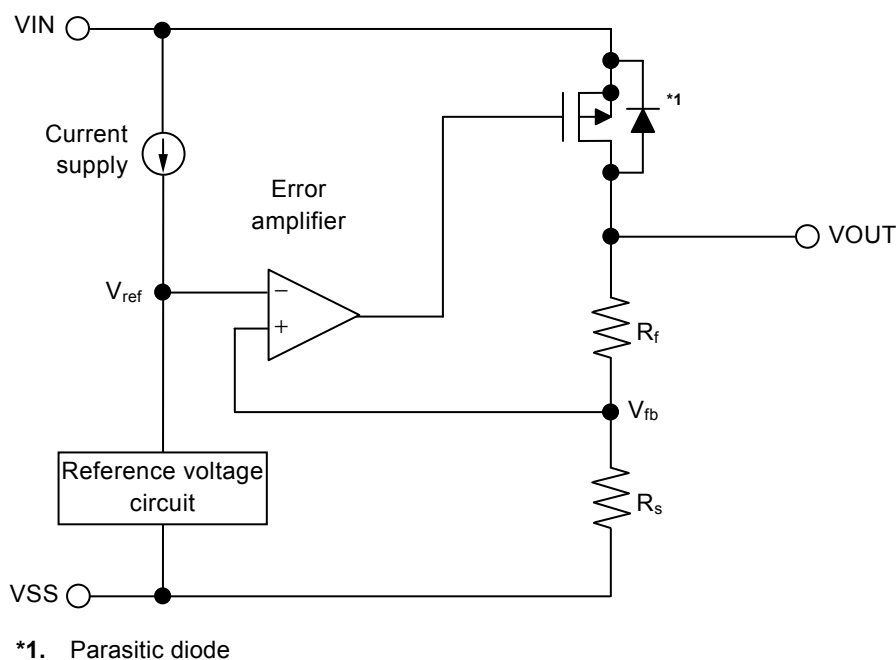 VIN
*1
Current
supply
Error
amplifier
VOUT
Vref
−
+
Rf
Vfb
Reference voltage
circuit
Rs
VSS
*1. Parasitic diode